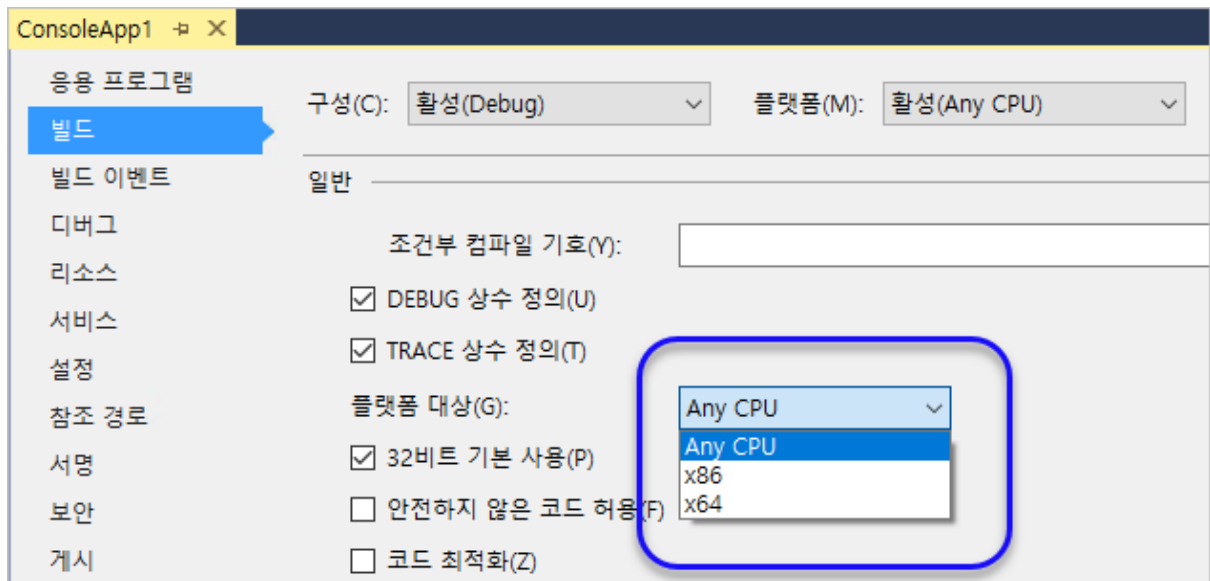 ConsoleApp1
응용 프로그램
빌드
빌드 이벤트
디버그
리소스
서비스
설정
참조 경로
서명
보안
게시
구성(C): 활성(Debug) 플랫폼(M): 활성(Any CPU)
일반
조건부 컴파일 기호(Y):
DEBUG 상수 정의(U)
TRACE 상수 정의(T)
플랫폼 대상(G): Any CPU
Any CPU
x86
x64
32비트 기본 사용(P)
안전하지 않은 코드 허용(F)
코드 최적화(Z)